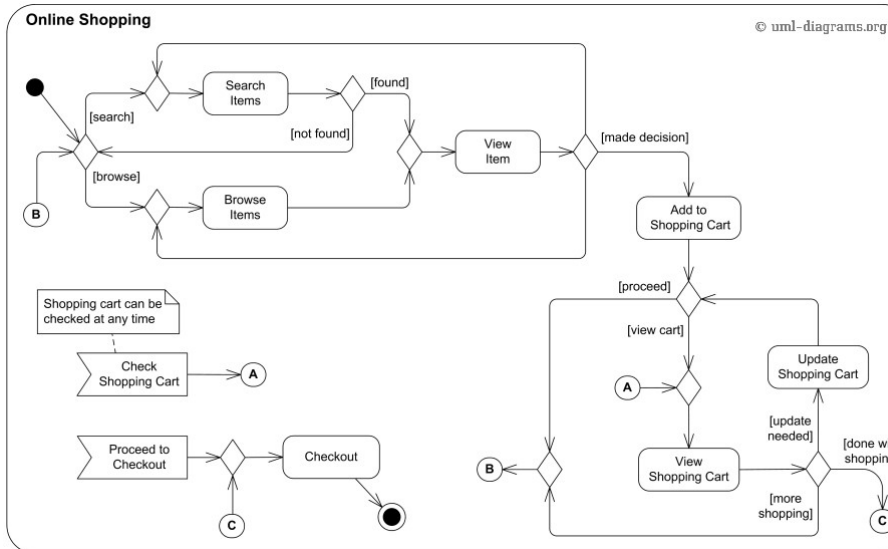 Online Shopping
© uml-diagrams.org
Search
Items
[found]
[search]
[not found]
[made decision]
View
Item
[browse]
Browse
Items
B
Add to
Shopping Cart
Shopping cart can be
checked at any time
[proceed]
[view cart]
Check
Shopping Cart
A
A
Update
Shopping Cart
[update
needed]
[done w
shopping
Proceed to
Checkout
Checkout
B
View
Shopping Cart
[more
shopping]
C
C